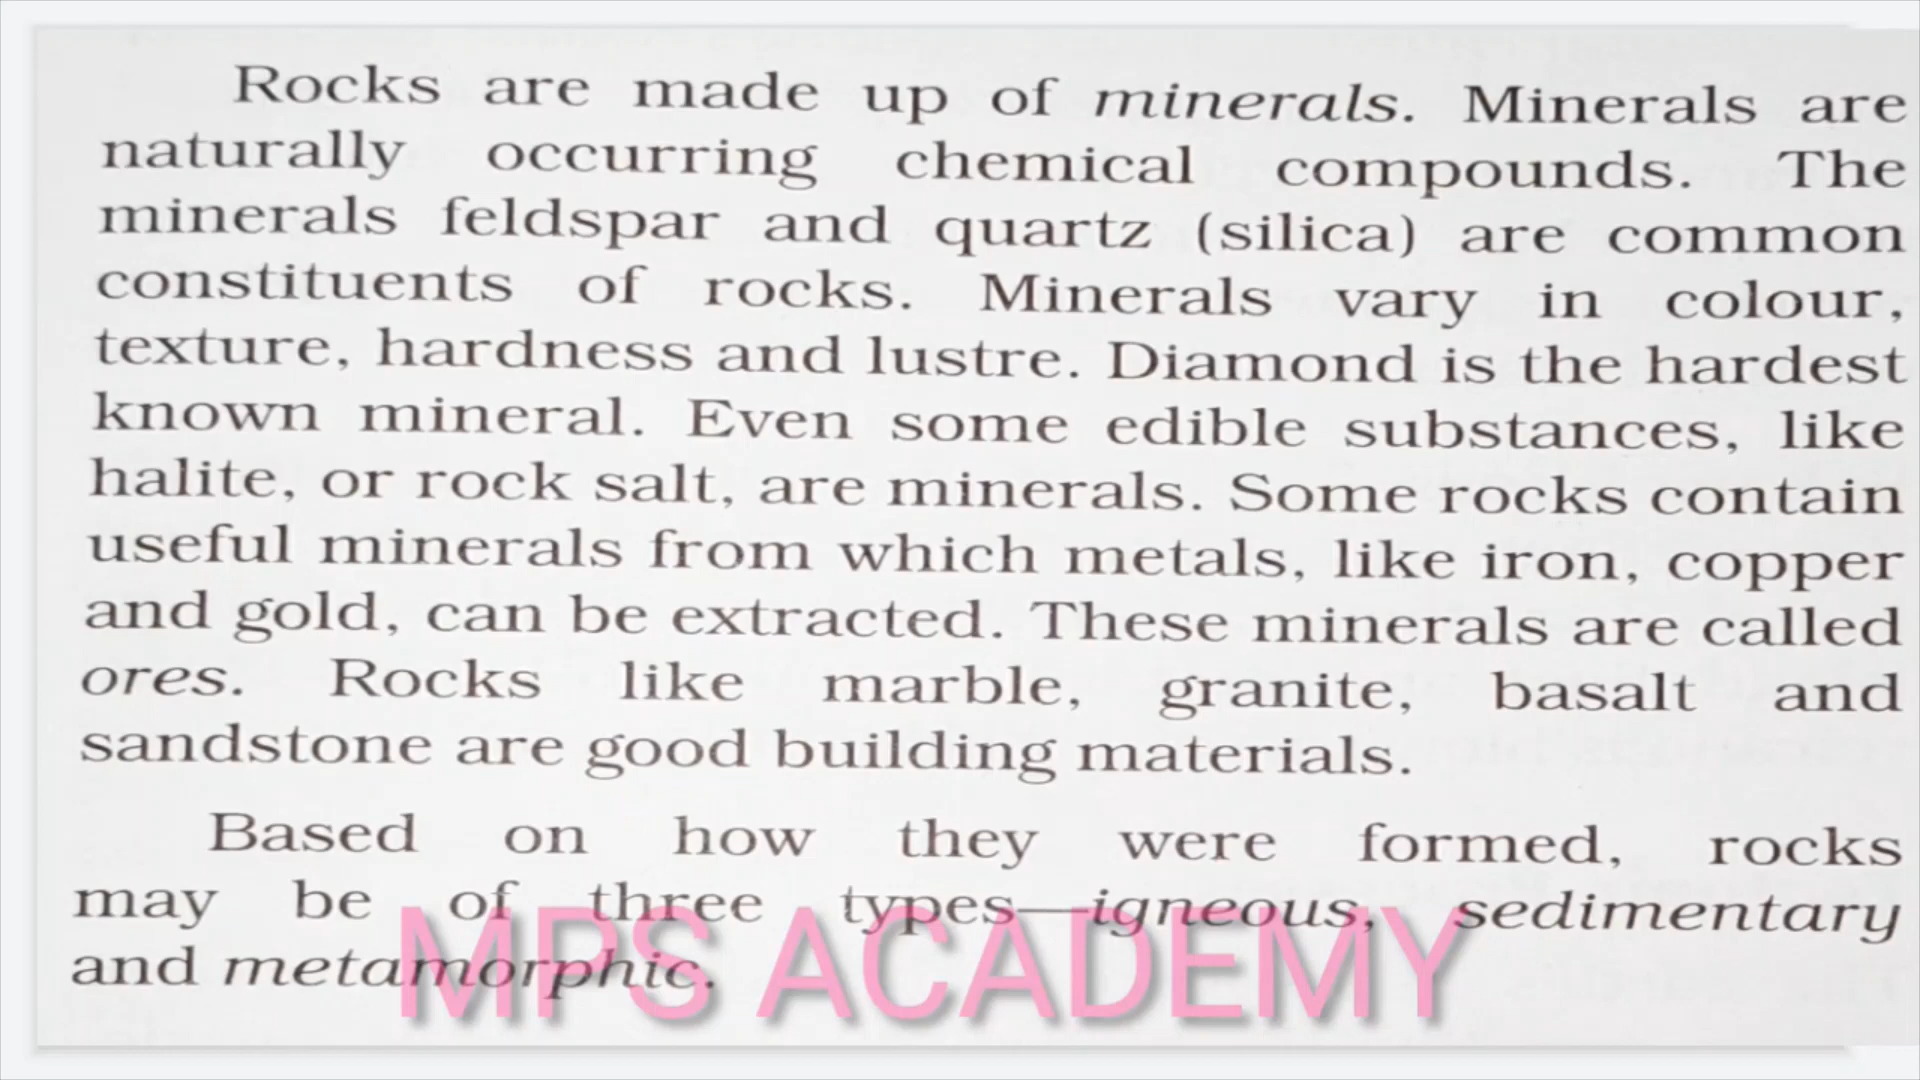 Rocks are made up of minerals. Minerals are
naturally occurring chemical compounds. The
minerals feldspar and quartz (silica) are common
constituents of rocks. Minerals vary in colour,
texture, hardness and lustre. Diamond is the hardest
known mineral. Even some edible substances, like
halite, or rock salt, are minerals. Some rocks contain
useful minerals from which metals, like iron, copper
and gold, can be extracted. These minerals are called
ores. Rocks like marble, granite, basalt and
sandstone are good building materials.
Based on how they were formed, rocks
may be of three types—igneous, sedimentary
and metamorphic.
MPS ACADEMY